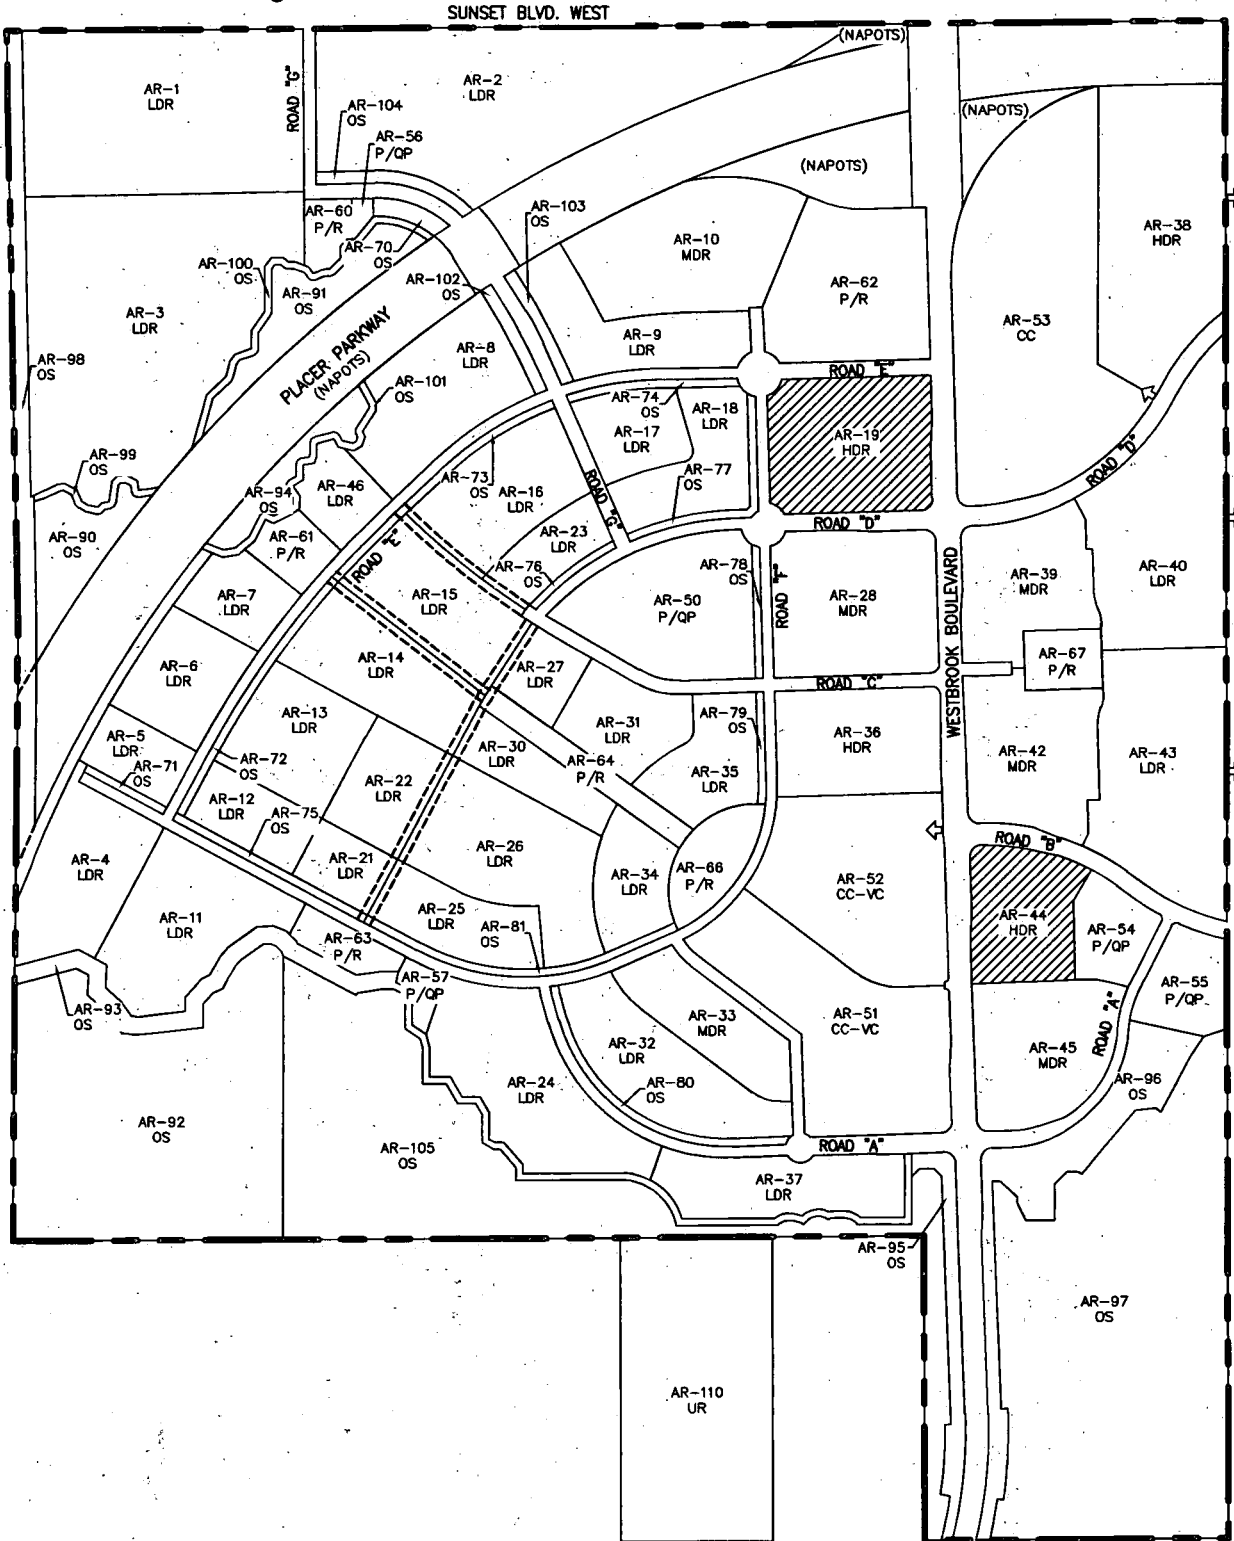 SUNSET BLVD. WEST
(NAPOTS)
AR-1
LDR
ROAD "G"
AR-2
LDR
AR-104
OS
AR-56
P/QP
(NAPOTS)
(NAPOTS)
AR-60
P/R
AR-103
OS
AR-10
MDR
AR-38
HDR
AR-70
OS
AR-100
OS
AR-91
OS
AR-102
OS
AR-62
P/R
AR-3
LDR
AR-53
CC
PLACER PARKWAY
(NAPOTS)
AR-8
LDR
AR-9
LDR
AR-98
OS
AR-101
OS
ROAD "E"
AR-74
OS
AR-18
LDR
AR-17
LDR
AR-19
HDR
AR-99
OS
AR-73
OS
AR-77
OS
ROAD "D"
AR-46
LDR
AR-94
OS
AR-16
LDR
ROAD "G"
AR-90
OS
AR-61
P/R
AR-23
LDR
ROAD "D"
ROAD "E"
AR-76
OS
AR-78
OS
AR-7
LDR
AR-15
LDR
AR-50
P/QP
ROAD "F"
AR-28
MDR
WESTBROOK BOULEVARD
AR-39
MDR
AR-40
LDR
AR-6
LDR
AR-14
LDR
AR-27
LDR
ROAD "C"
AR-67
P/R
AR-13
LDR
AR-31
LDR
AR-79
OS
AR-36
HDR
AR-5
LDR
AR-71
OS
AR-72
OS
AR-30
LDR
AR-64
P/R
AR-42
MDR
AR-43
LDR
AR-12
LDR
AR-22
LDR
AR-35
LDR
AR-75
OS
AR-4
LDR
AR-21
LDR
AR-26
LDR
AR-34
LDR
AR-66
P/R
AR-52
CC-VC
ROAD "B"
AR-11
LDR
AR-25
LDR
AR-44
HDR
AR-54
P/QP
AR-63
P/R
AR-81
OS
AR-57
P/QP
AR-55
P/QP
AR-93
OS
AR-33
MDR
AR-51
CC-VC
ROAD "A"
AR-32
LDR
AR-45
MDR
AR-24
LDR
AR-80
OS
AR-96
OS
AR-92
OS
AR-105
OS
ROAD "A"
AR-37
LDR
AR-95
OS
AR-97
OS
AR-110
UR